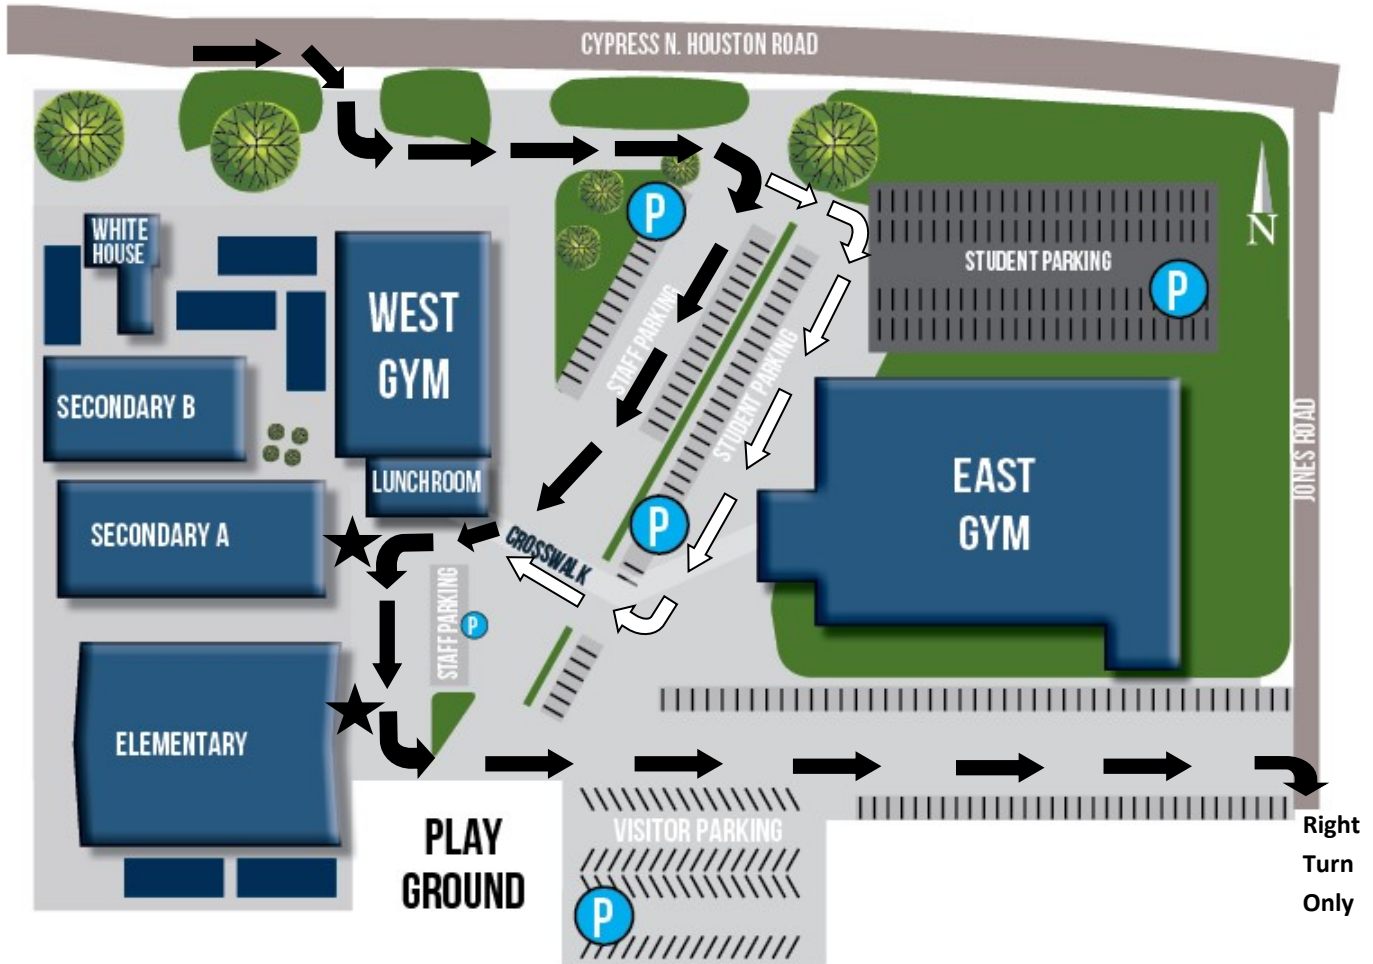 CYPRESS N. HOUSTON ROAD
WHITE
HOUSE
P
STUDENT PARKING
N
P
WEST
GYM
STAFF PARKING
STUDENT PARKING
SECONDARY B
JONES ROAD
LUNCHROOM
EAST
GYM
SECONDARY A
P
CROSSWALK
STAFF PARKING
P
ELEMENTARY
PLAY
GROUND
VISITOR PARKING
P
Right
Turn
Only